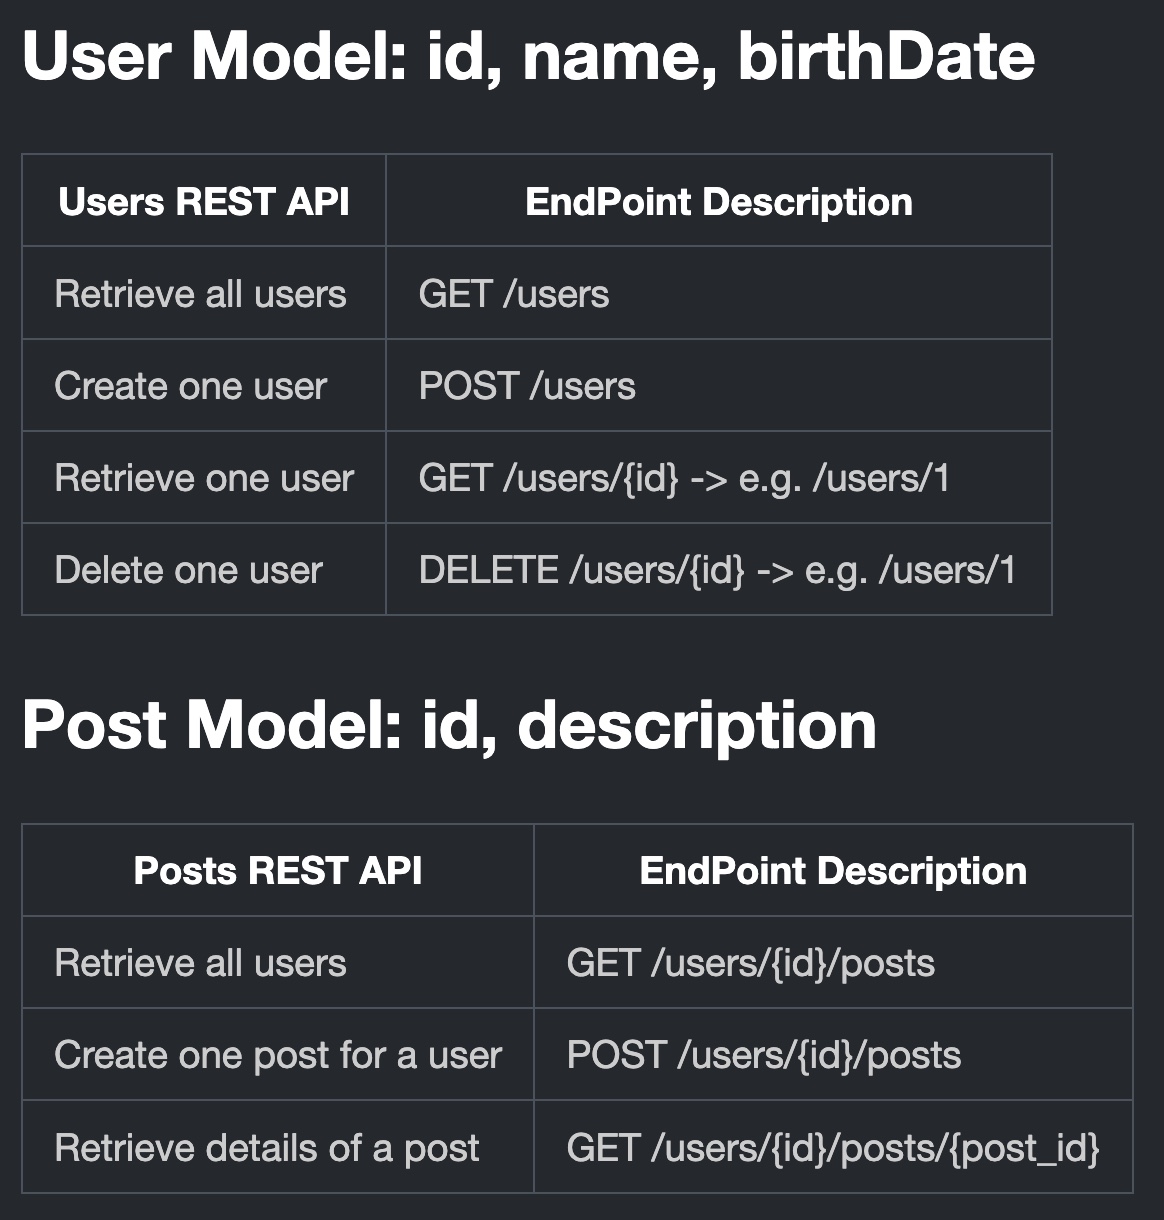 User Model: id, name, birthDate
Users REST API EndPoint Description
Retrieve all users GET /users
Create one user POST /users
Retrieve one user GET /users/{id} -> e.g. /users/1
Delete one user DELETE /users/{id} -> e.g. /users/1
Post Model: id, description
Posts REST API EndPoint Description
Retrieve all users GET /users/{id}/posts
Create one post for a user POST /users/{id}/posts
Retrieve details of a post GET /users/{id}/posts/{post_id}